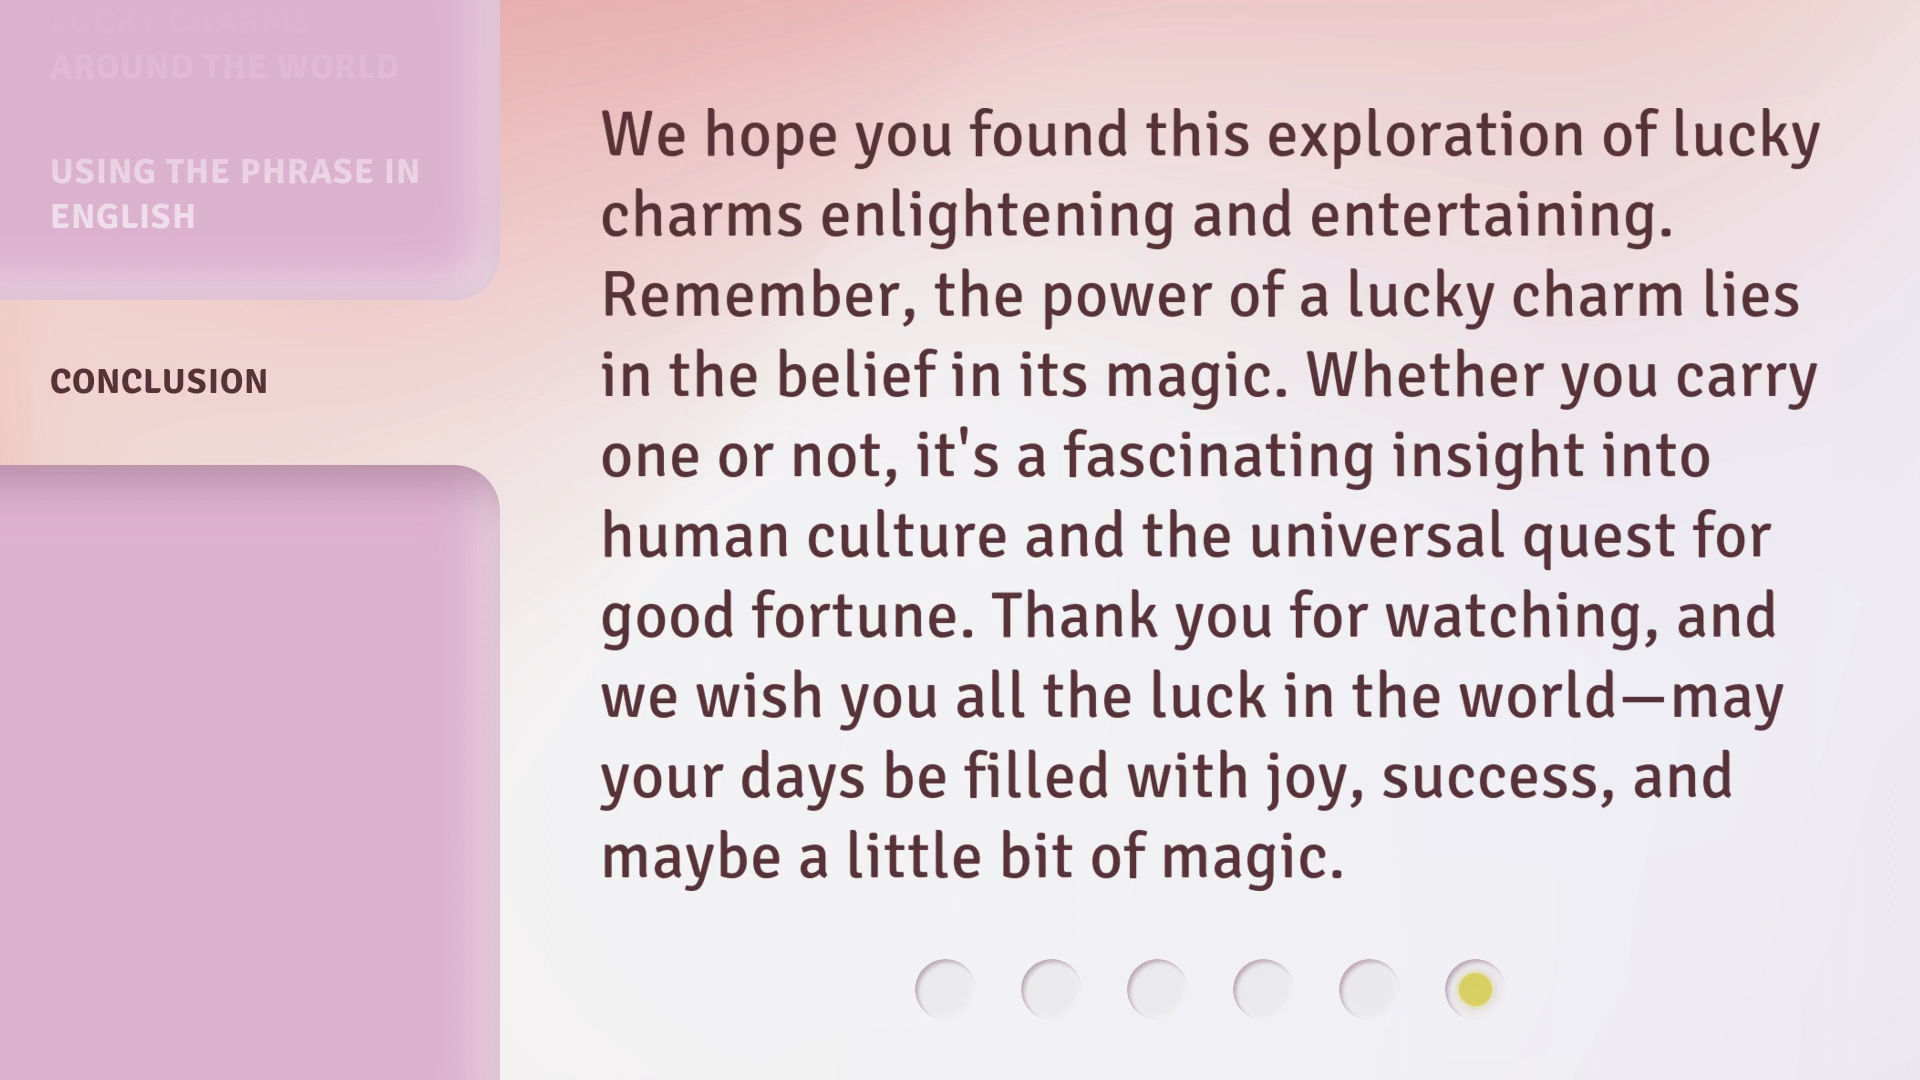 LUCKY CHARMS
AROUND THE WORLD
USING THE PHRASE IN
ENGLISH
CONCLUSION
We hope you found this exploration of lucky
charms enlightening and entertaining.
Remember, the power of a lucky charm lies
in the belief in its magic. Whether you carry
one or not, it's a fascinating insight into
human culture and the universal quest for
good fortune. Thank you for watching, and
we wish you all the luck in the world—may
your days be filled with joy, success, and
maybe a little bit of magic.